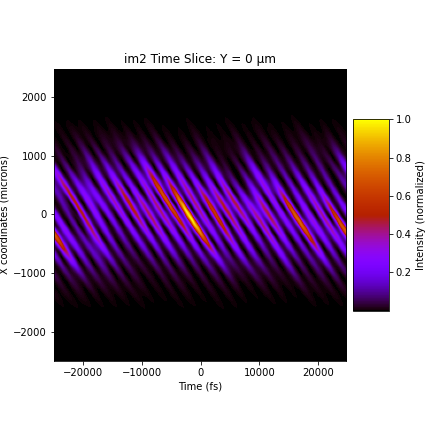 im2 Time Slice: Y = 0 μm
X coordinates (microns)
2000
1000
0
−1000
−2000
−20000 −10000 0 10000 20000
Time (fs)
1.0
0.8
0.6
0.4
0.2
Intensity (normalized)